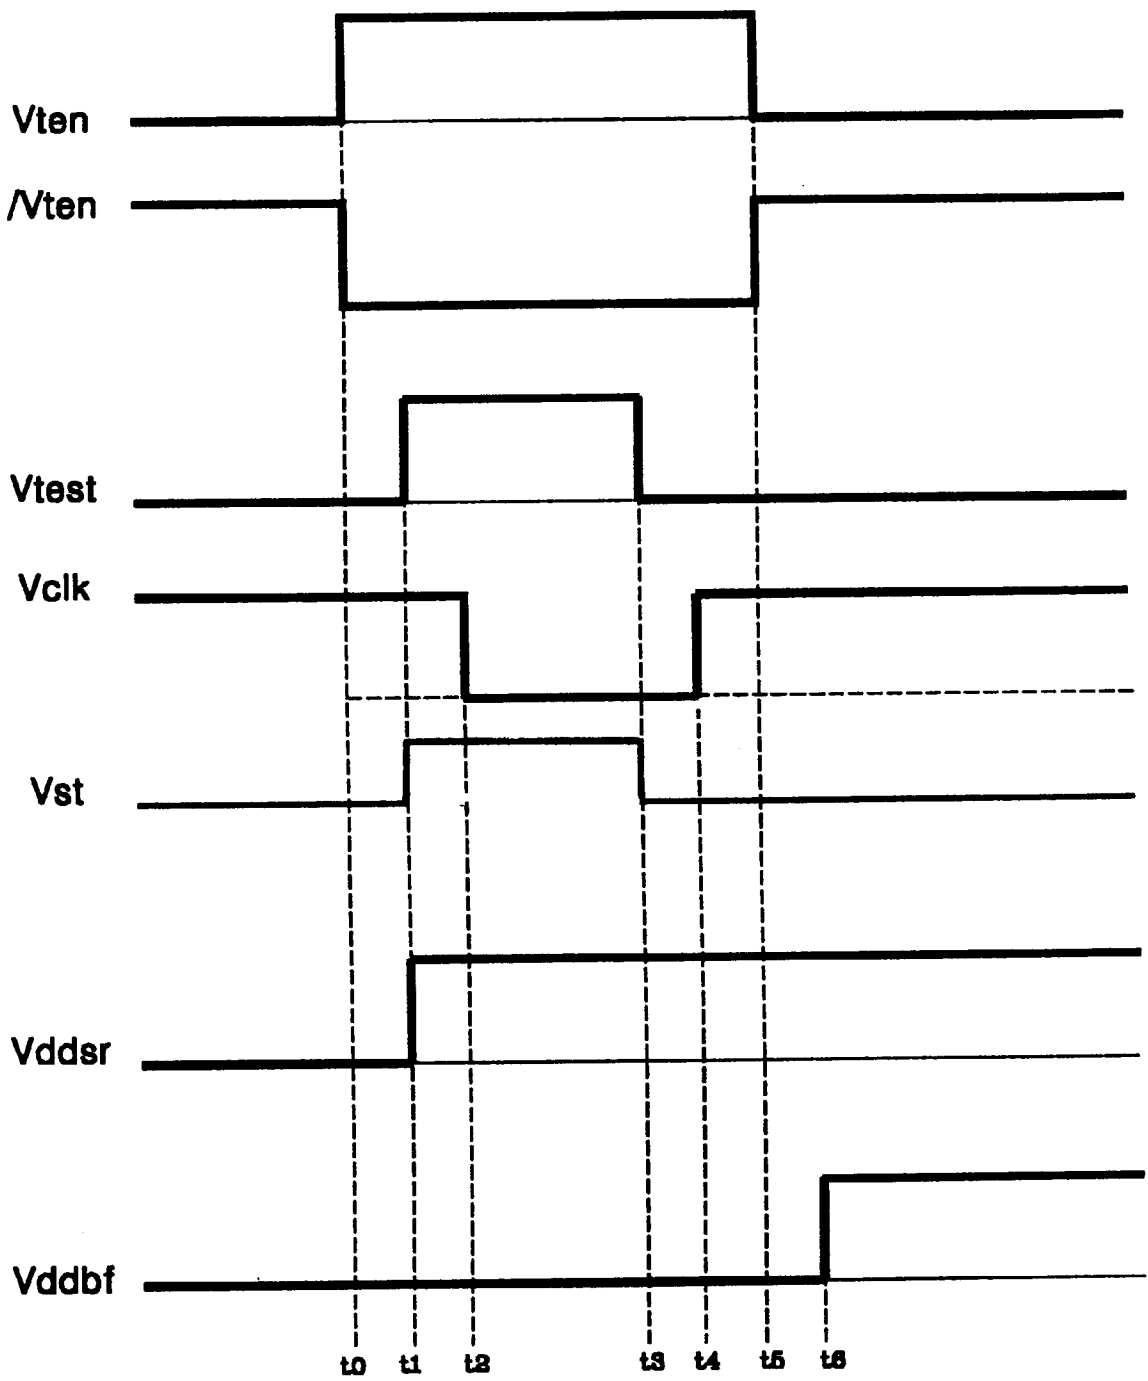 Vten
/Vten
Vtest
Vclk
Vst
Vddsr
Vddbf
t0 t1 t2 t3 t4 t5 t6